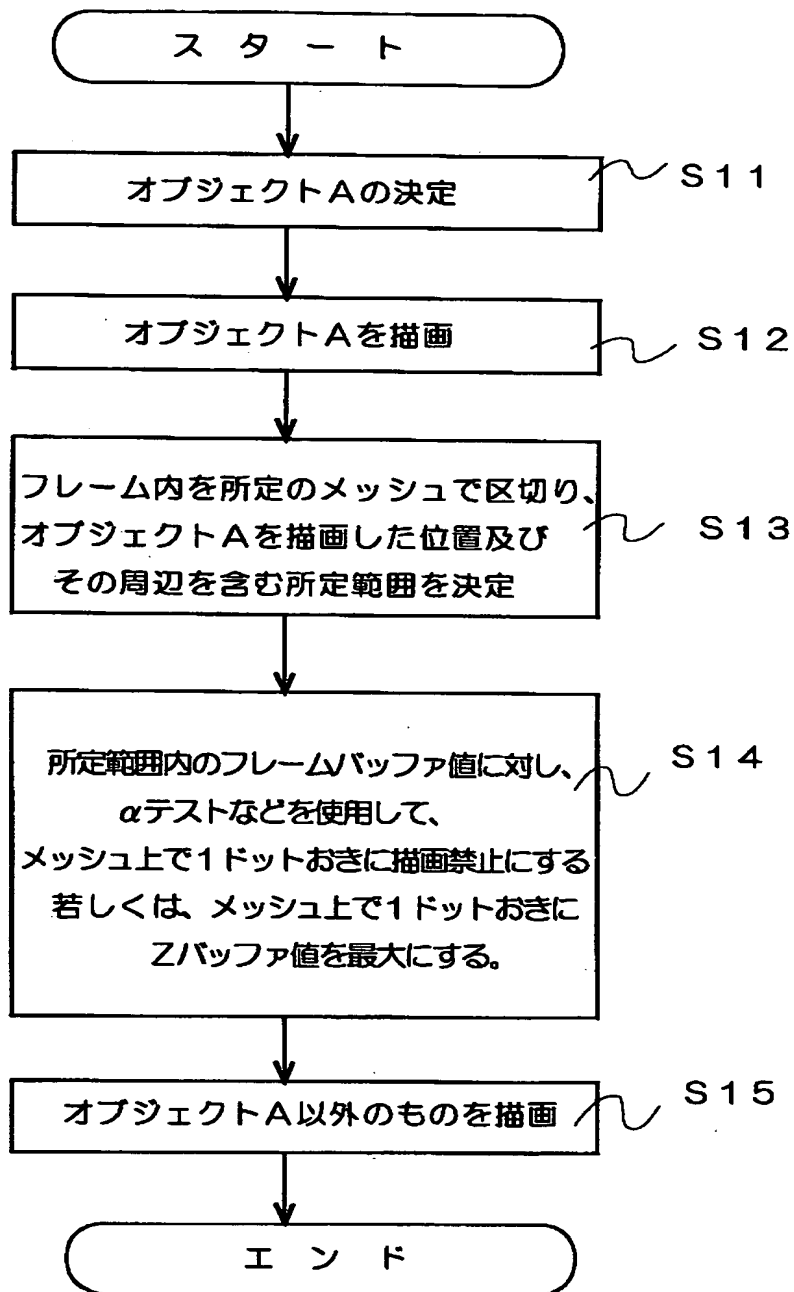 スタート
オブジェクトAの決定
S11
オブジェクトAを描画
S12
フレーム内を所定のメッシュで区切り、
オブジェクトAを描画した位置及び
その周辺を含む所定範囲を決定
S13
所定範囲内のフレームバッファ値に対し、
αテストなどを使用して、
メッシュ上で1ドットおきに描画禁止にする
若しくは、メッシュ上で1ドットおきに
Zバッファ値を最大にする。
S14
オブジェクトA以外のものを描画
S15
エンド